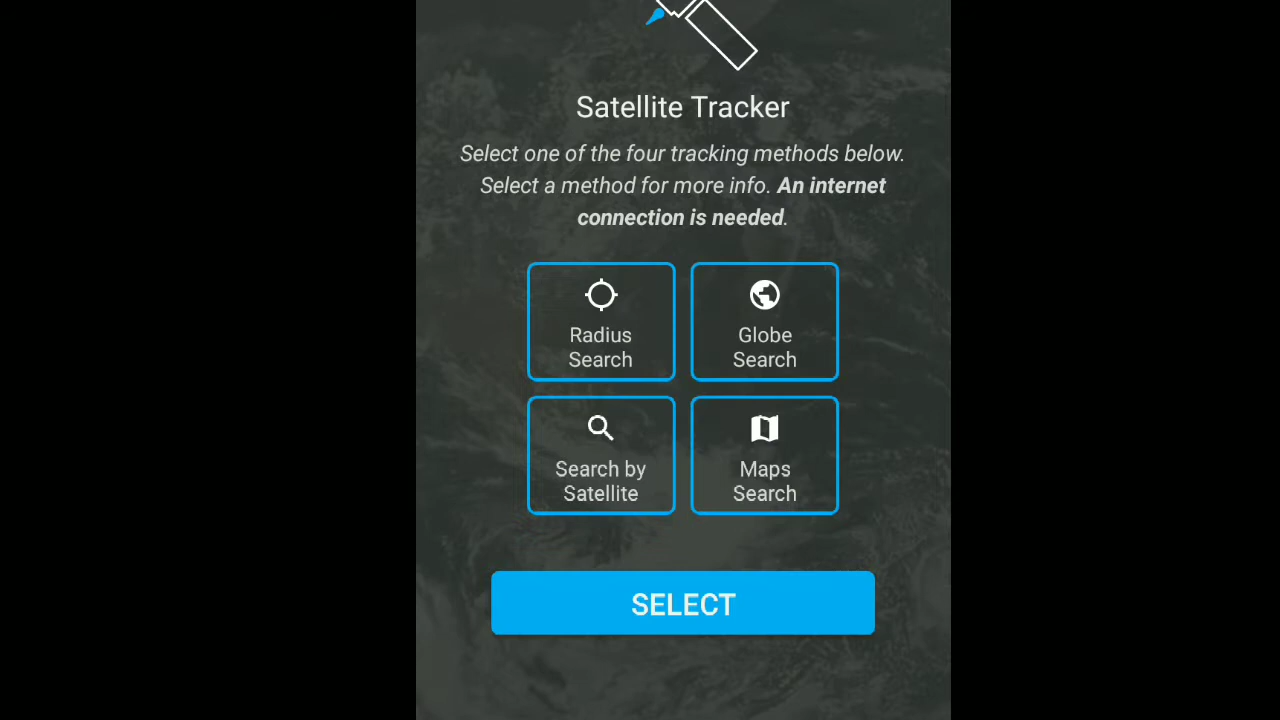 Satellite Tracker
Select one of the four tracking methods below.
Select a method for more info. An internet
connection is needed.
Radius
Search
Globe
Search
Search by
Satellite
Maps
Search
SELECT